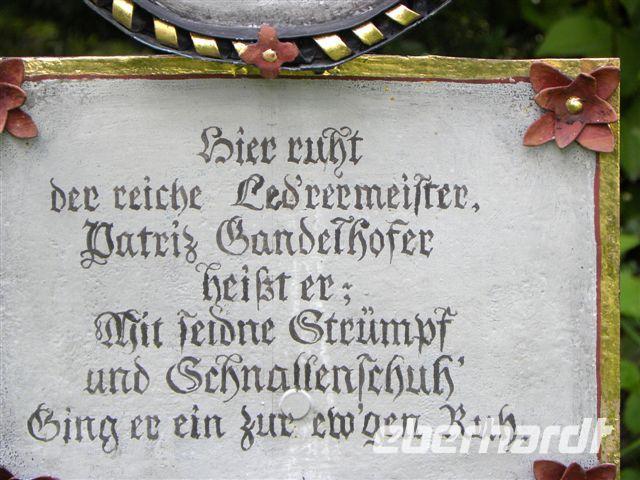 Hier ruht
der reiche Led'rermeister,
Patriz Gandelhofer
heißt er;
Mit seidne Strümpf
und Schnallenschuh'
Ging er ein zur ew'gen Ruh.
eberhardt